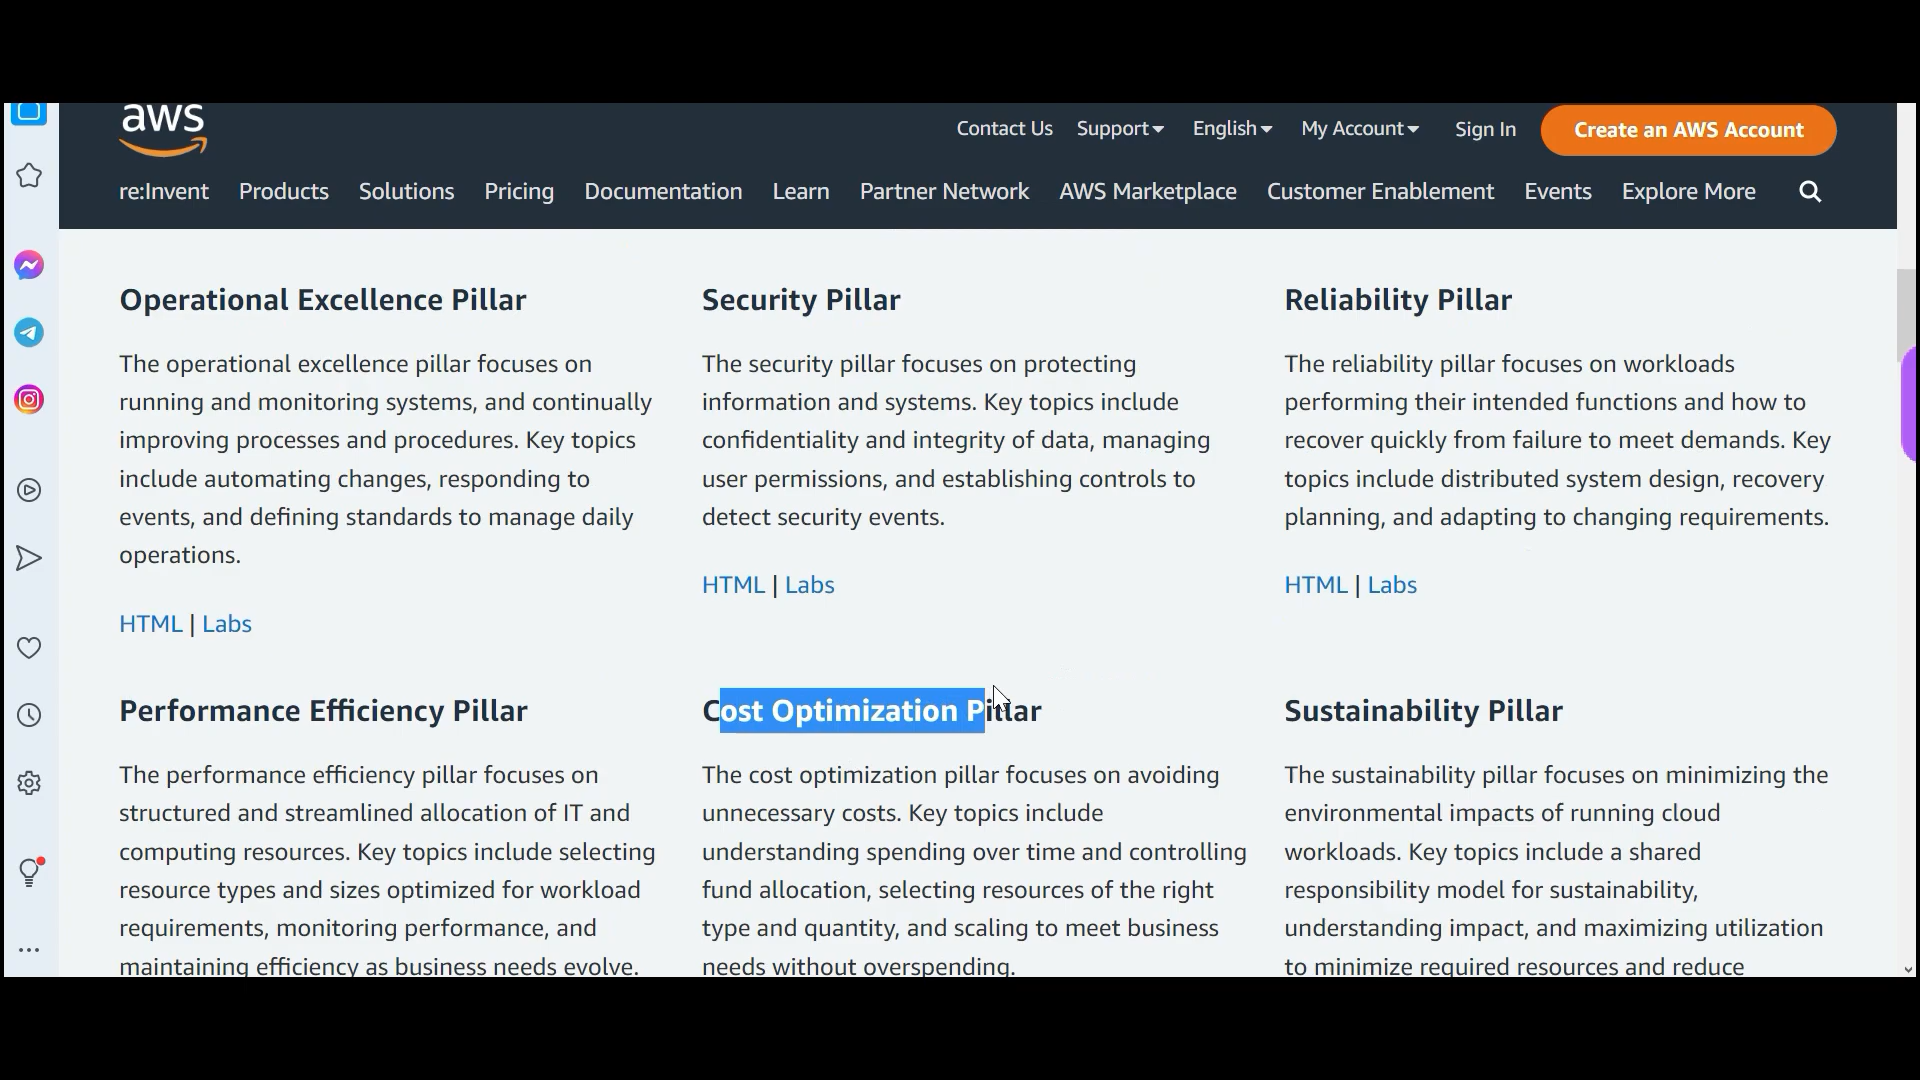 aws
Contact Us Support English My Account Sign In Create an AWS Account
re:Invent Products Solutions Pricing Documentation Learn Partner Network AWS Marketplace Customer Enablement Events Explore More
Operational Excellence Pillar
The operational excellence pillar focuses on
running and monitoring systems, and continually
improving processes and procedures. Key topics
include automating changes, responding to
events, and defining standards to manage daily
operations.
HTML | Labs
Security Pillar
The security pillar focuses on protecting
information and systems. Key topics include
confidentiality and integrity of data, managing
user permissions, and establishing controls to
detect security events.
HTML | Labs
Reliability Pillar
The reliability pillar focuses on workloads
performing their intended functions and how to
recover quickly from failure to meet demands. Key
topics include distributed system design, recovery
planning, and adapting to changing requirements.
HTML | Labs
Performance Efficiency Pillar
The performance efficiency pillar focuses on
structured and streamlined allocation of IT and
computing resources. Key topics include selecting
resource types and sizes optimized for workload
requirements, monitoring performance, and
maintaining efficiency as business needs evolve.
Cost Optimization Pillar
The cost optimization pillar focuses on avoiding
unnecessary costs. Key topics include
understanding spending over time and controlling
fund allocation, selecting resources of the right
type and quantity, and scaling to meet business
needs without overspending.
Sustainability Pillar
The sustainability pillar focuses on minimizing the
environmental impacts of running cloud
workloads. Key topics include a shared
responsibility model for sustainability,
understanding impact, and maximizing utilization
to minimize required resources and reduce